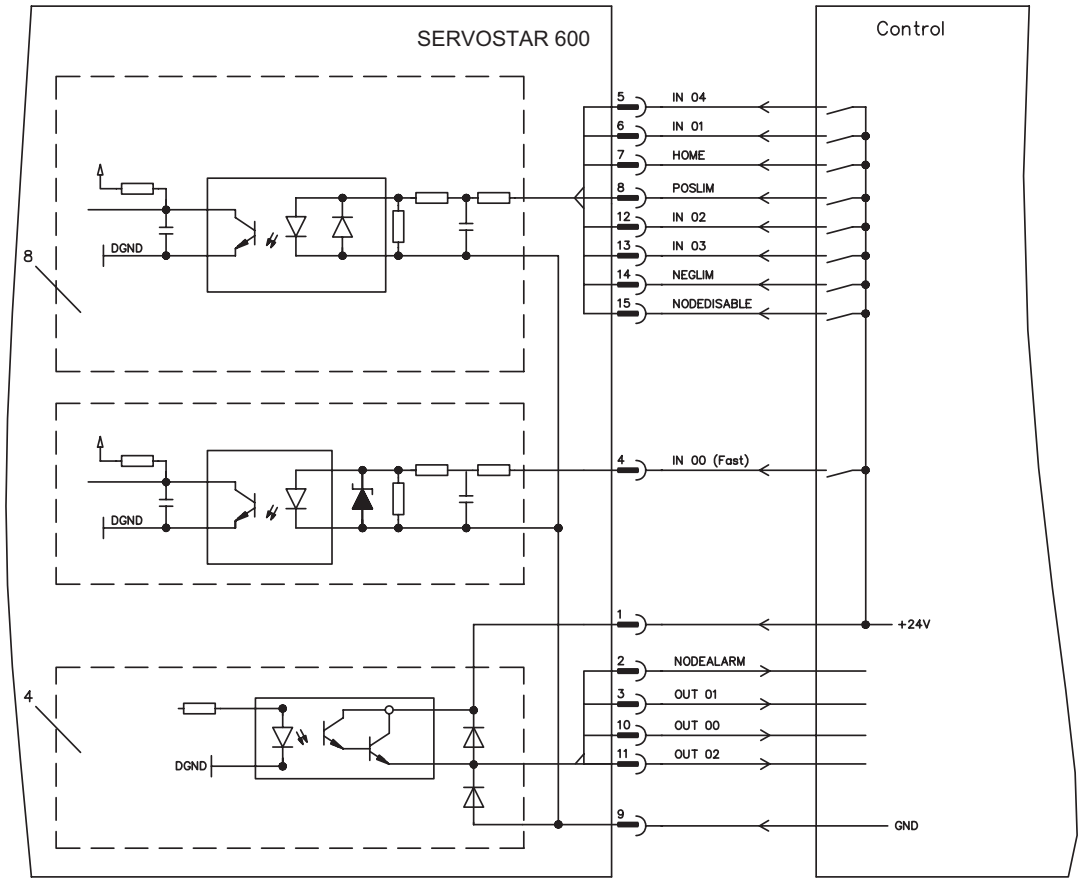 SERVOSTAR 600
Control
5 IN 04
6 IN 01
7 HOME
8 POSLIM
12 IN 02
13 IN 03
14 NEGLIM
15 NODEDISABLE
DGND
8
4 IN 00 (Fast)
DGND
1 +24V
2 NODEALARM
3 OUT 01
10 OUT 00
11 OUT 02
4
DGND
9 GND